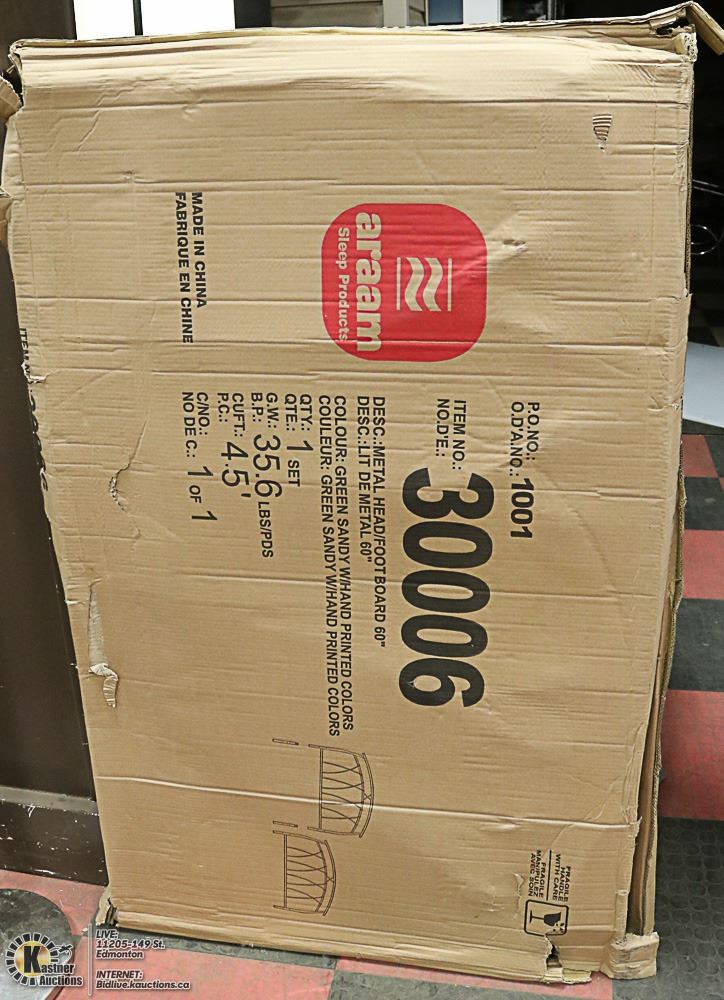 araam
Sleep Products
MADE IN CHINA
FABRIQUE EN CHINE
P.O.NO.: 1001
O.D'A.NO.:
ITEM NO.: 30006
NO.D'E.:
DESC.:METAL HEAD/FOOTBOARD 60"
DESC.:LIT DE METAL 60"
COLOUR: GREEN SANDY W/HAND PRINTED COLORS
COULEUR: GREEN SANDY W/HAND PRINTED COLORS
QTY.: 1 SET
QTE.:
G.W.: 35.6 LBS/PDS
B.P.:
CUFT.: 4.5'
P.C.:
C/NO.: 1 OF 1
NO DE C.:
FRAGILE
HANDLE
WITH CARE
FRAGILE
MANIPULEZ
AVEC SOIN
Kastner
Auctions
LIVE:
11205-149 St.
Edmonton
INTERNET:
Bidlive.kauctions.ca